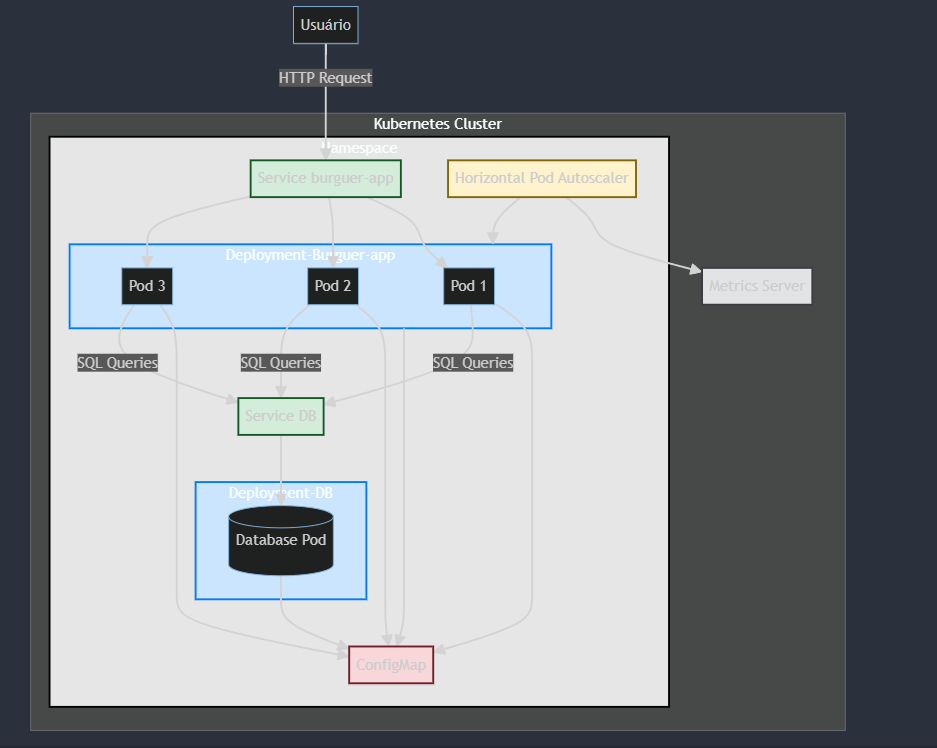 Usuário
HTTP Request
Kubernetes Cluster
amespace
Service burguer-app
Horizontal Pod Autoscaler
Deployment-Burguer-app
Pod 3
Pod 2
Pod 1
Metrics Server
SQL Queries
SQL Queries
SQL Queries
Service DB
Deployment-DB
Database Pod
ConfigMap